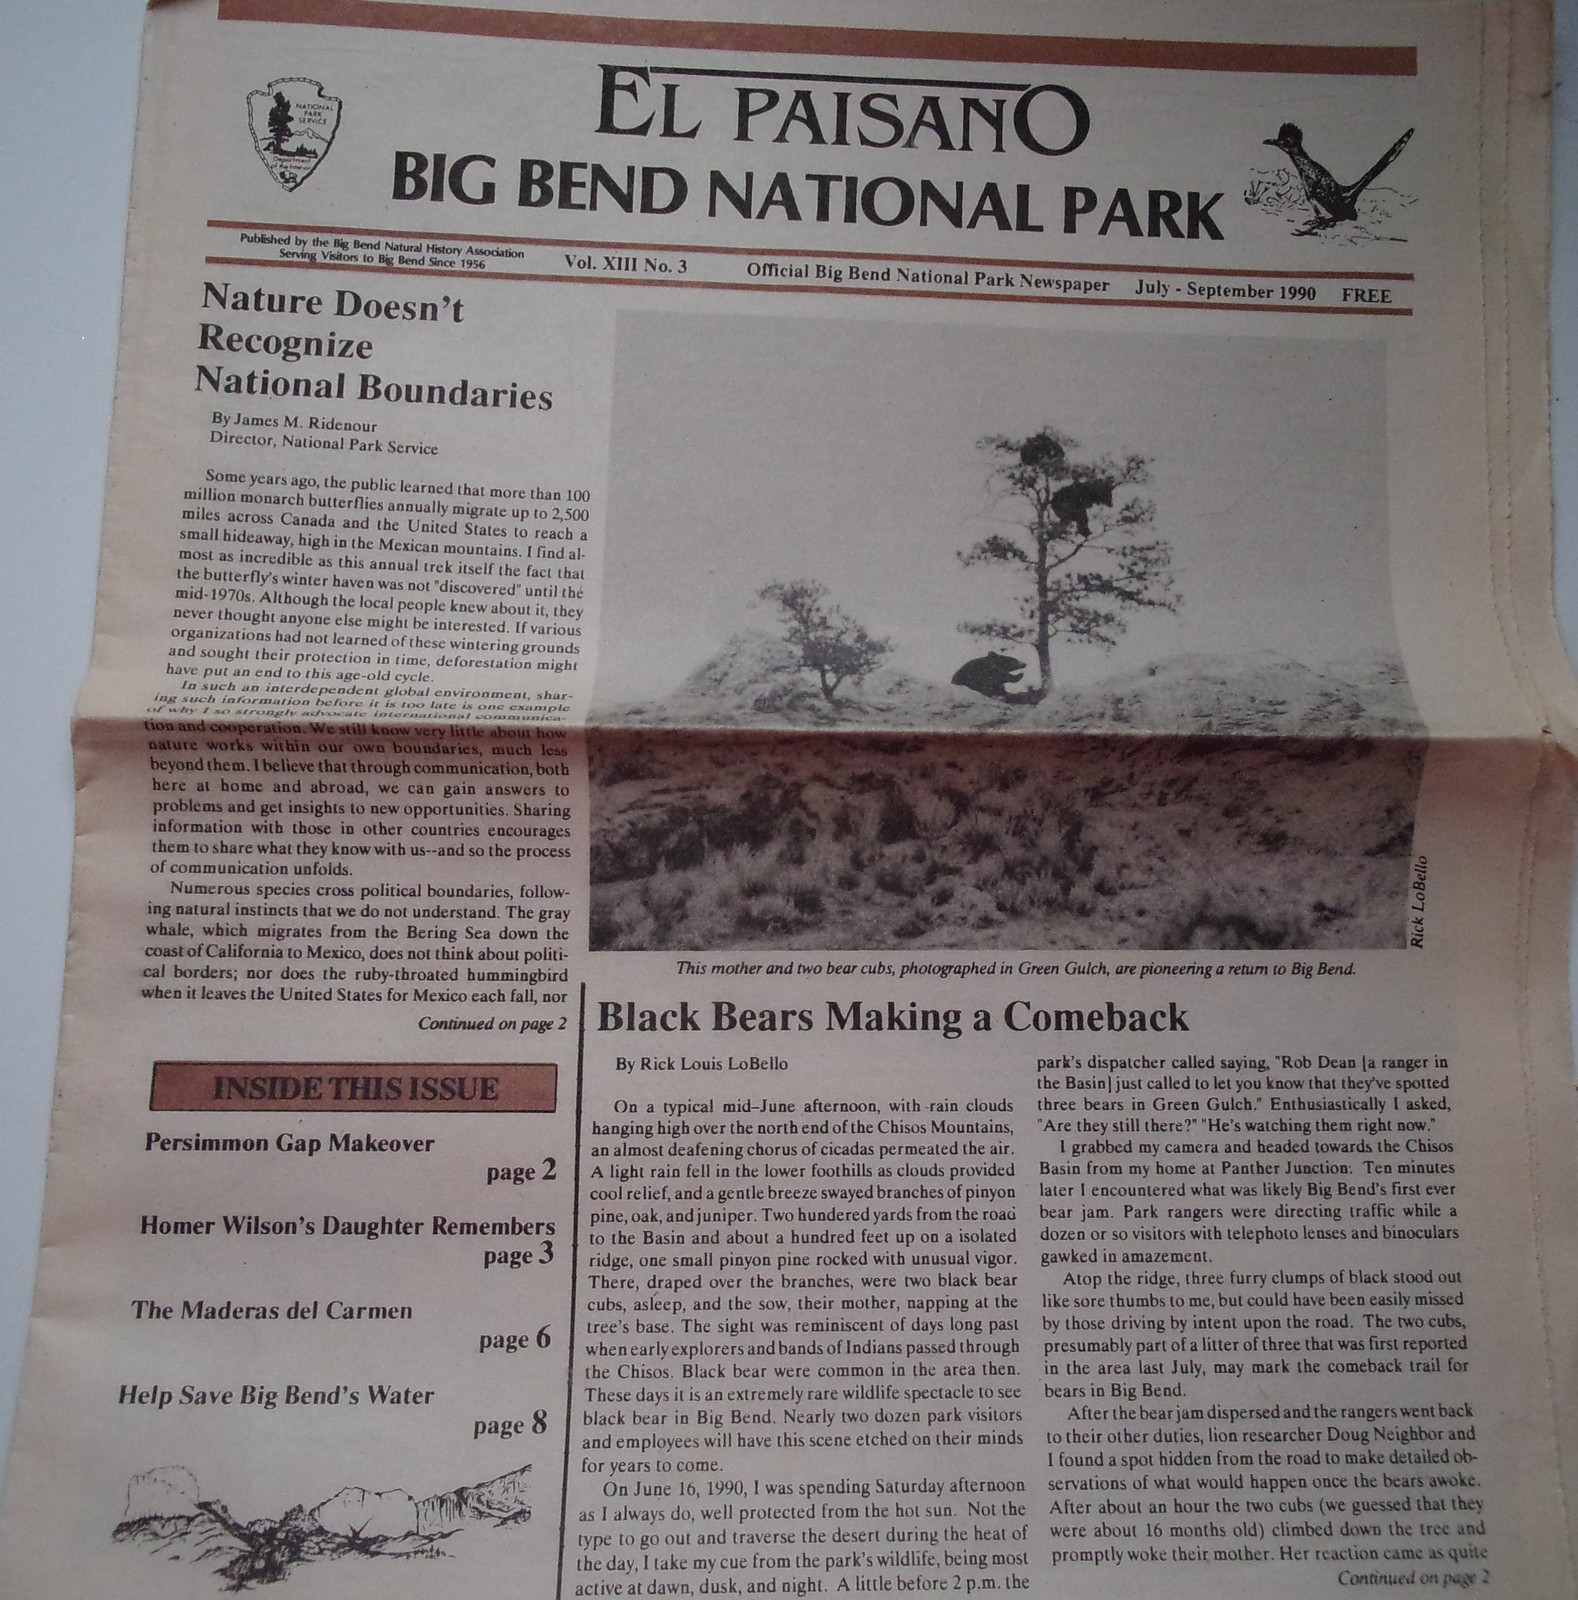 EL PAISANO
BIG BEND NATIONAL PARK
NATIONAL
PARK
SERVICE
Department
of the Interior
Published by the Big Bend Natural History Association
Serving Visitors to Big Bend Since 1956
Vol. XIII No. 3
Official Big Bend National Park Newspaper
July - September 1990
FREE
Nature Doesn't
Recognize
National Boundaries
By James M. Ridenour
Director, National Park Service
Some years ago, the public learned that more than 100
million monarch butterflies annually migrate up to 2,500
miles across Canada and the United States to reach a
small hideaway, high in the Mexican mountains. I find al-
most as incredible as this annual trek itself the fact that
the butterfly's winter haven was not "discovered" until the
mid-1970s. Although the local people knew about it, they
never thought anyone else might be interested. If various
organizations had not learned of these wintering grounds
and sought their protection in time, deforestation might
have put an end to this age-old cycle.
In such an interdependent global environment, shar-
ing such information before it is too late is one example
of why I so strongly advocate international communica-
tion and cooperation. We still know very little about how
nature works within our own boundaries, much less
beyond them. I believe that through communication, both
here at home and abroad, we can gain answers to
problems and get insights to new opportunities. Sharing
information with those in other countries encourages
them to share what they know with us--and so the process
of communication unfolds.
Numerous species cross political boundaries, follow-
ing natural instincts that we do not understand. The gray
whale, which migrates from the Bering Sea down the
coast of California to Mexico, does not think about politi-
cal borders; nor does the ruby-throated hummingbird
when it leaves the United States for Mexico each fall, nor
Continued on page 2
INSIDE THIS ISSUE
Persimmon Gap Makeover
page 2
Homer Wilson's Daughter Remembers
page 3
The Maderas del Carmen
page 6
Help Save Big Bend's Water
page 8
Rick LoBello
This mother and two bear cubs, photographed in Green Gulch, are pioneering a return to Big Bend.
Black Bears Making a Comeback
By Rick Louis LoBello
On a typical mid-June afternoon, with rain clouds
hanging high over the north end of the Chisos Mountains,
an almost deafening chorus of cicadas permeated the air.
A light rain fell in the lower foothills as clouds provided
cool relief, and a gentle breeze swayed branches of pinyon
pine, oak, and juniper. Two hundred yards from the road
to the Basin and about a hundred feet up on a isolated
ridge, one small pinyon pine rocked with unusual vigor.
There, draped over the branches, were two black bear
cubs, asleep, and the sow, their mother, napping at the
tree's base. The sight was reminiscent of days long past
when early explorers and bands of Indians passed through
the Chisos. Black bear were common in the area then.
These days it is an extremely rare wildlife spectacle to see
black bear in Big Bend. Nearly two dozen park visitors
and employees will have this scene etched on their minds
for years to come.
On June 16, 1990, I was spending Saturday afternoon
as I always do, well protected from the hot sun. Not the
type to go out and traverse the desert during the heat of
the day, I take my cue from the park's wildlife, being most
active at dawn, dusk, and night. A little before 2 p.m. the
park's dispatcher called saying, "Rob Dean [a ranger in
the Basin] just called to let you know that they've spotted
three bears in Green Gulch." Enthusiastically I asked,
"Are they still there?" "He's watching them right now."
I grabbed my camera and headed towards the Chisos
Basin from my home at Panther Junction. Ten minutes
later I encountered what was likely Big Bend's first ever
bear jam. Park rangers were directing traffic while a
dozen or so visitors with telephoto lenses and binoculars
gawked in amazement.
Atop the ridge, three furry clumps of black stood out
like sore thumbs to me, but could have been easily missed
by those driving by intent upon the road. The two cubs,
presumably part of a litter of three that was first reported
in the area last July, may mark the comeback trail for
bears in Big Bend.
After the bear jam dispersed and the rangers went back
to their other duties, lion researcher Doug Neighbor and
I found a spot hidden from the road to make detailed ob-
servations of what would happen once the bears awoke.
After about an hour the two cubs (we guessed that they
were about 16 months old) climbed down the tree and
promptly woke their mother. Her reaction came as quite
Continued on page 2